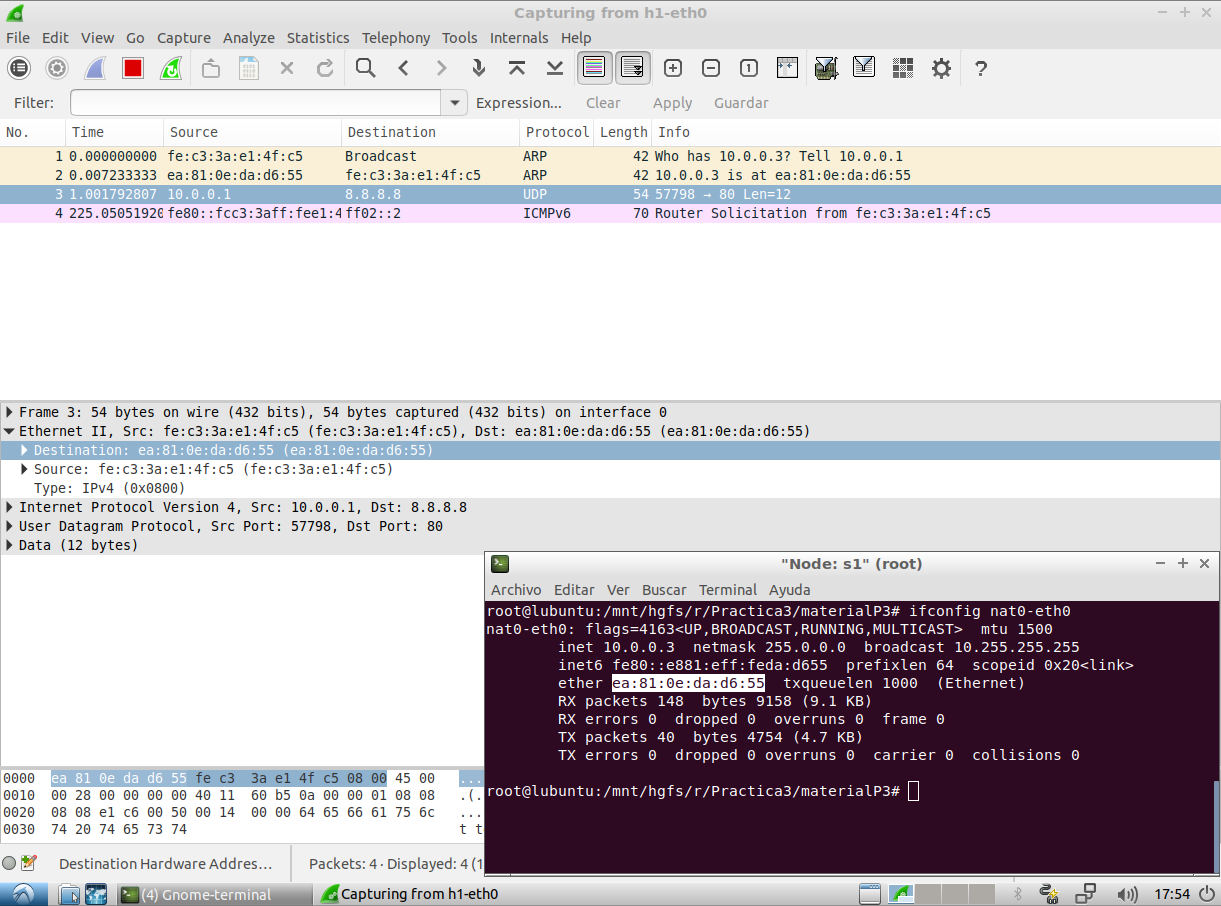 Capturing from h1-eth0
File Edit View Go Capture Analyze Statistics Telephony Tools Internals Help
Filter: Expression... Clear Apply Guardar
No. Time Source Destination Protocol Length Info
1 0.000000000 fe:c3:3a:e1:4f:c5 Broadcast ARP 42 Who has 10.0.0.3? Tell 10.0.0.1
2 0.007233333 ea:81:0e:da:d6:55 fe:c3:3a:e1:4f:c5 ARP 42 10.0.0.3 is at ea:81:0e:da:d6:55
3 1.001792807 10.0.0.1 8.8.8.8 UDP 54 57798 → 80 Len=12
4 225.05051920 fe80::fcc3:3aff:fee1:4 ff02::2 ICMPv6 70 Router Solicitation from fe:c3:3a:e1:4f:c5
Frame 3: 54 bytes on wire (432 bits), 54 bytes captured (432 bits) on interface 0
Ethernet II, Src: fe:c3:3a:e1:4f:c5 (fe:c3:3a:e1:4f:c5), Dst: ea:81:0e:da:d6:55 (ea:81:0e:da:d6:55)
Destination: ea:81:0e:da:d6:55 (ea:81:0e:da:d6:55)
Source: fe:c3:3a:e1:4f:c5 (fe:c3:3a:e1:4f:c5)
Type: IPv4 (0x0800)
Internet Protocol Version 4, Src: 10.0.0.1, Dst: 8.8.8.8
User Datagram Protocol, Src Port: 57798, Dst Port: 80
Data (12 bytes)
"Node: s1" (root)
Archivo Editar Ver Buscar Terminal Ayuda
root@lubuntu:/mnt/hgfs/r/Practica3/materialP3# ifconfig nat0-eth0
nat0-eth0: flags=4163<UP,BROADCAST,RUNNING,MULTICAST> mtu 1500
inet 10.0.0.3 netmask 255.0.0.0 broadcast 10.255.255.255
inet6 fe80::e881:eff:feda:d655 prefixlen 64 scopeid 0x20<link>
ether ea:81:0e:da:d6:55 txqueuelen 1000 (Ethernet)
RX packets 148 bytes 9158 (9.1 KB)
RX errors 0 dropped 0 overruns 0 frame 0
TX packets 40 bytes 4754 (4.7 KB)
TX errors 0 dropped 0 overruns 0 carrier 0 collisions 0
root@lubuntu:/mnt/hgfs/r/Practica3/materialP3#
0000 ea 81 0e da d6 55 fe c3 3a e1 4f c5 08 00 45 00 ...
0010 00 28 00 00 00 00 40 11 60 b5 0a 00 00 01 08 08 .(.
0020 08 08 e1 c6 00 50 00 14 00 00 64 65 66 61 75 6c ...
0030 74 20 74 65 73 74 t t
Destination Hardware Addres... Packets: 4 · Displayed: 4 (1
(4) Gnome-terminal Capturing from h1-eth0 17:54